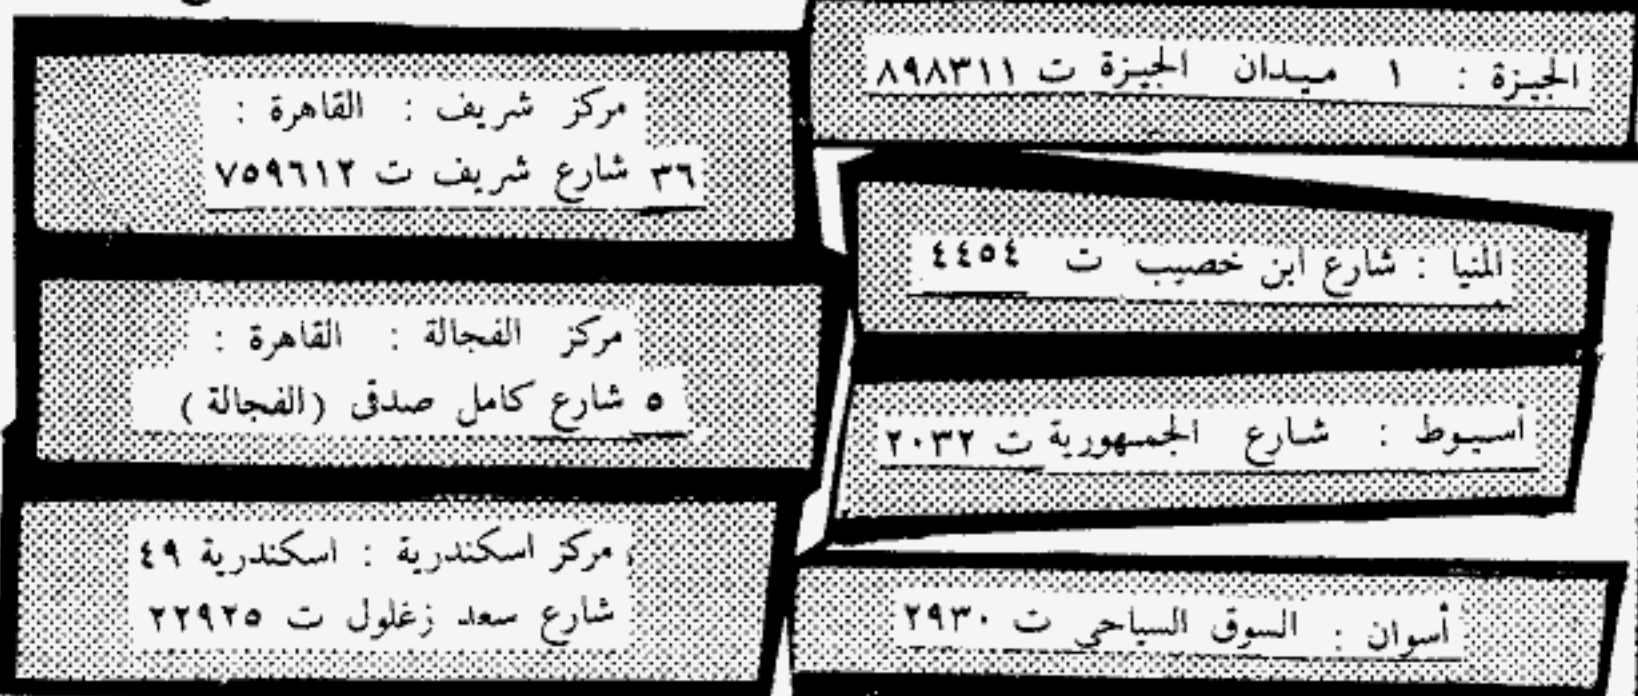 الجيزة : ١ ميدان الجيزة ت ٨٩٨٣١١
المنيا : شارع ابن خصيب ت ٤٤٥٤
أسيوط : شارع الجمهورية ت ٢٠٣٢
أسوان : السوق السياحى ت ٢٩٣٠
مركز شريف : القاهرة :
٣٦ شارع شريف ت ٧٥٩٦١٢
مركز الفجالة : القاهرة :
٥ شارع كامل صدقى (الفجالة)
مركز اسكندرية : اسكندرية ٤٩
شارع سعد زغلول ت ٢٢٩٢٥